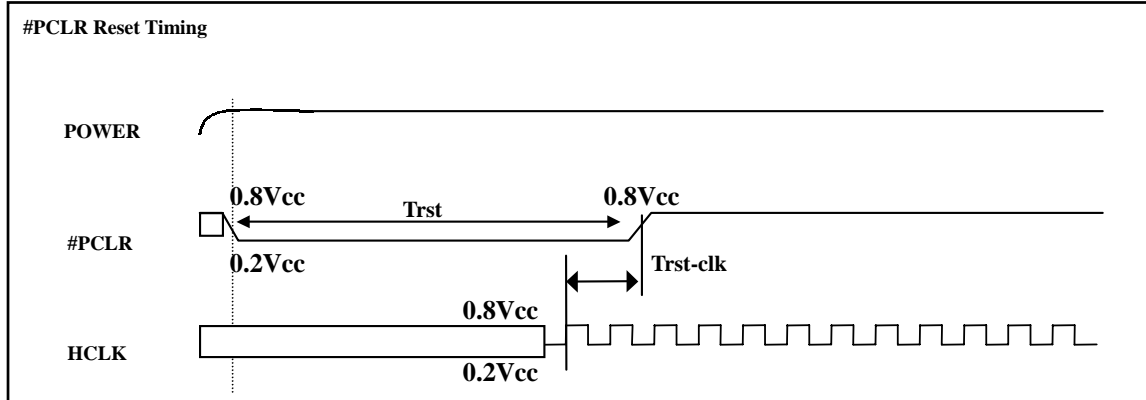 #PCLR Reset Timing
POWER
0.8Vcc
Trst
0.8Vcc
#PCLR
0.2Vcc
Trst-clk
0.8Vcc
HCLK
0.2Vcc